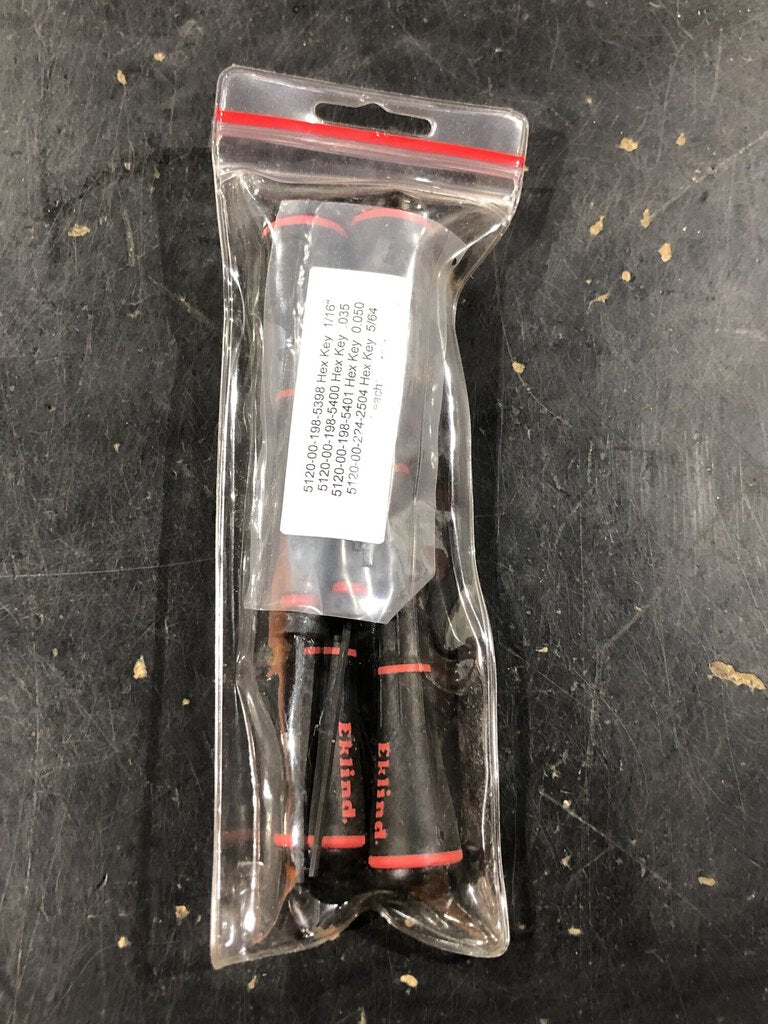 5120-00-198-5398 Hex Key 1/16"
5120-00-198-5400 Hex Key .035
5120-00-198-5401 Hex Key 0.050
5120-00-224-2504 Hex Key 5/64
each
Eklind.
Eklind.